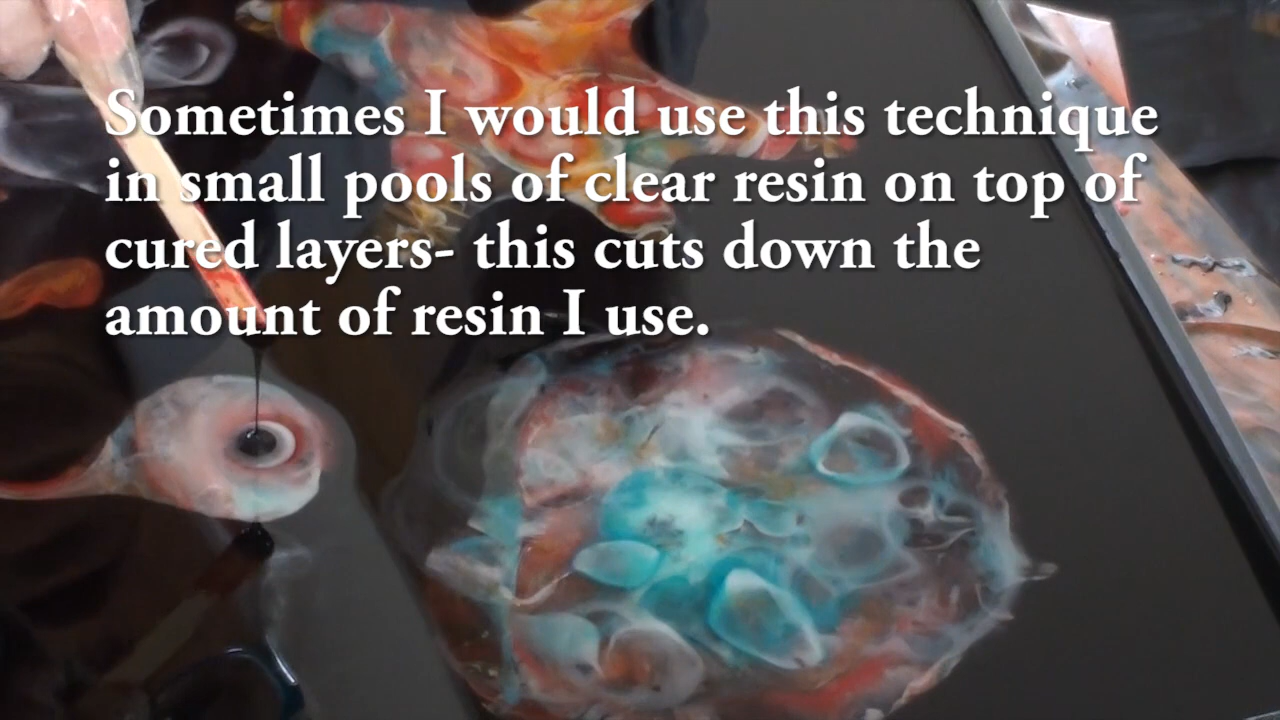 Sometimes I would use this technique
in small pools of clear resin on top of
cured layers- this cuts down the
amount of resin I use.